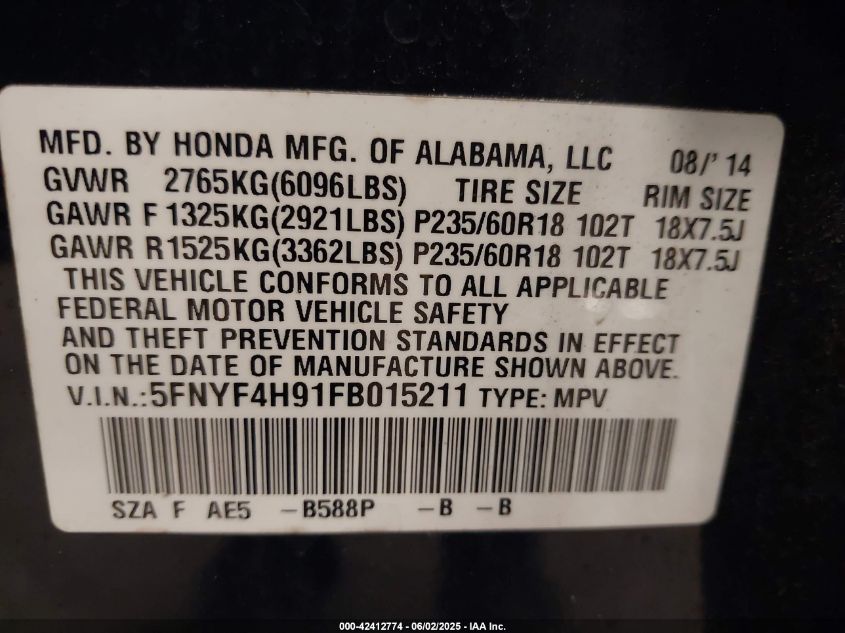 MFD. BY HONDA MFG. OF ALABAMA, LLC 08/' 14
GVWR 2765KG(6096LBS) TIRE SIZE RIM SIZE
GAWR F 1325KG(2921LBS) P235/60R18 102T 18X7.5J
GAWR R 1525KG(3362LBS) P235/60R18 102T 18X7.5J
THIS VEHICLE CONFORMS TO ALL APPLICABLE
FEDERAL MOTOR VEHICLE SAFETY
AND THEFT PREVENTION STANDARDS IN EFFECT
ON THE DATE OF MANUFACTURE SHOWN ABOVE.
V.I.N.:5FNYF4H91FB015211 TYPE: MPV
SZA F AE5 -B588P -B -B
000-42412774 - 06/02/2025 - IAA Inc.